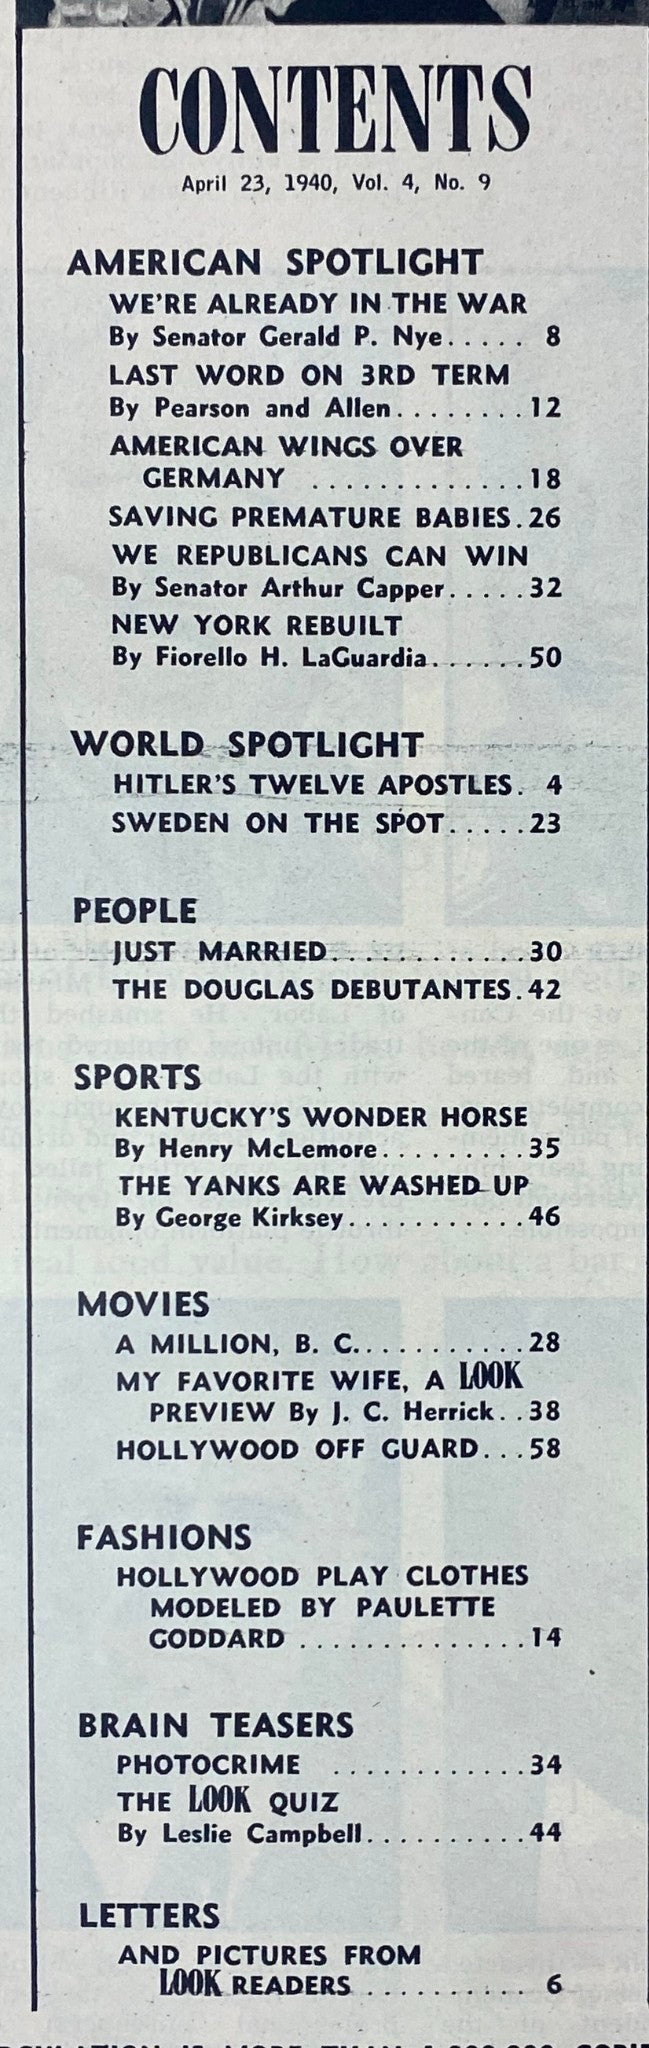 CONTENTS
April 23, 1940, Vol. 4, No. 9
AMERICAN SPOTLIGHT
WE'RE ALREADY IN THE WAR
By Senator Gerald P. Nye..... 8
LAST WORD ON 3RD TERM
By Pearson and Allen........12
AMERICAN WINGS OVER
GERMANY .............18
SAVING PREMATURE BABIES.26
WE REPUBLICANS CAN WIN
By Senator Arthur Capper.....32
NEW YORK REBUILT
By Fiorello H. LaGuardia......50
WORLD SPOTLIGHT
HITLER'S TWELVE APOSTLES. 4
SWEDEN ON THE SPOT.....23
PEOPLE
JUST MARRIED............30
THE DOUGLAS DEBUTANTES.42
SPORTS
KENTUCKY'S WONDER HORSE
By Henry McLemore.........35
THE YANKS ARE WASHED UP
By George Kirksey...........46
MOVIES
A MILLION, B. C...........28
MY FAVORITE WIFE, A LOOK
PREVIEW By J. C. Herrick..38
HOLLYWOOD OFF GUARD...58
FASHIONS
HOLLYWOOD PLAY CLOTHES
MODELED BY PAULETTE
GODDARD ..............14
BRAIN TEASERS
PHOTOCRIME ............34
THE LOOK QUIZ
By Leslie Campbell..........44
LETTERS
AND PICTURES FROM
LOOK READERS .......... 6